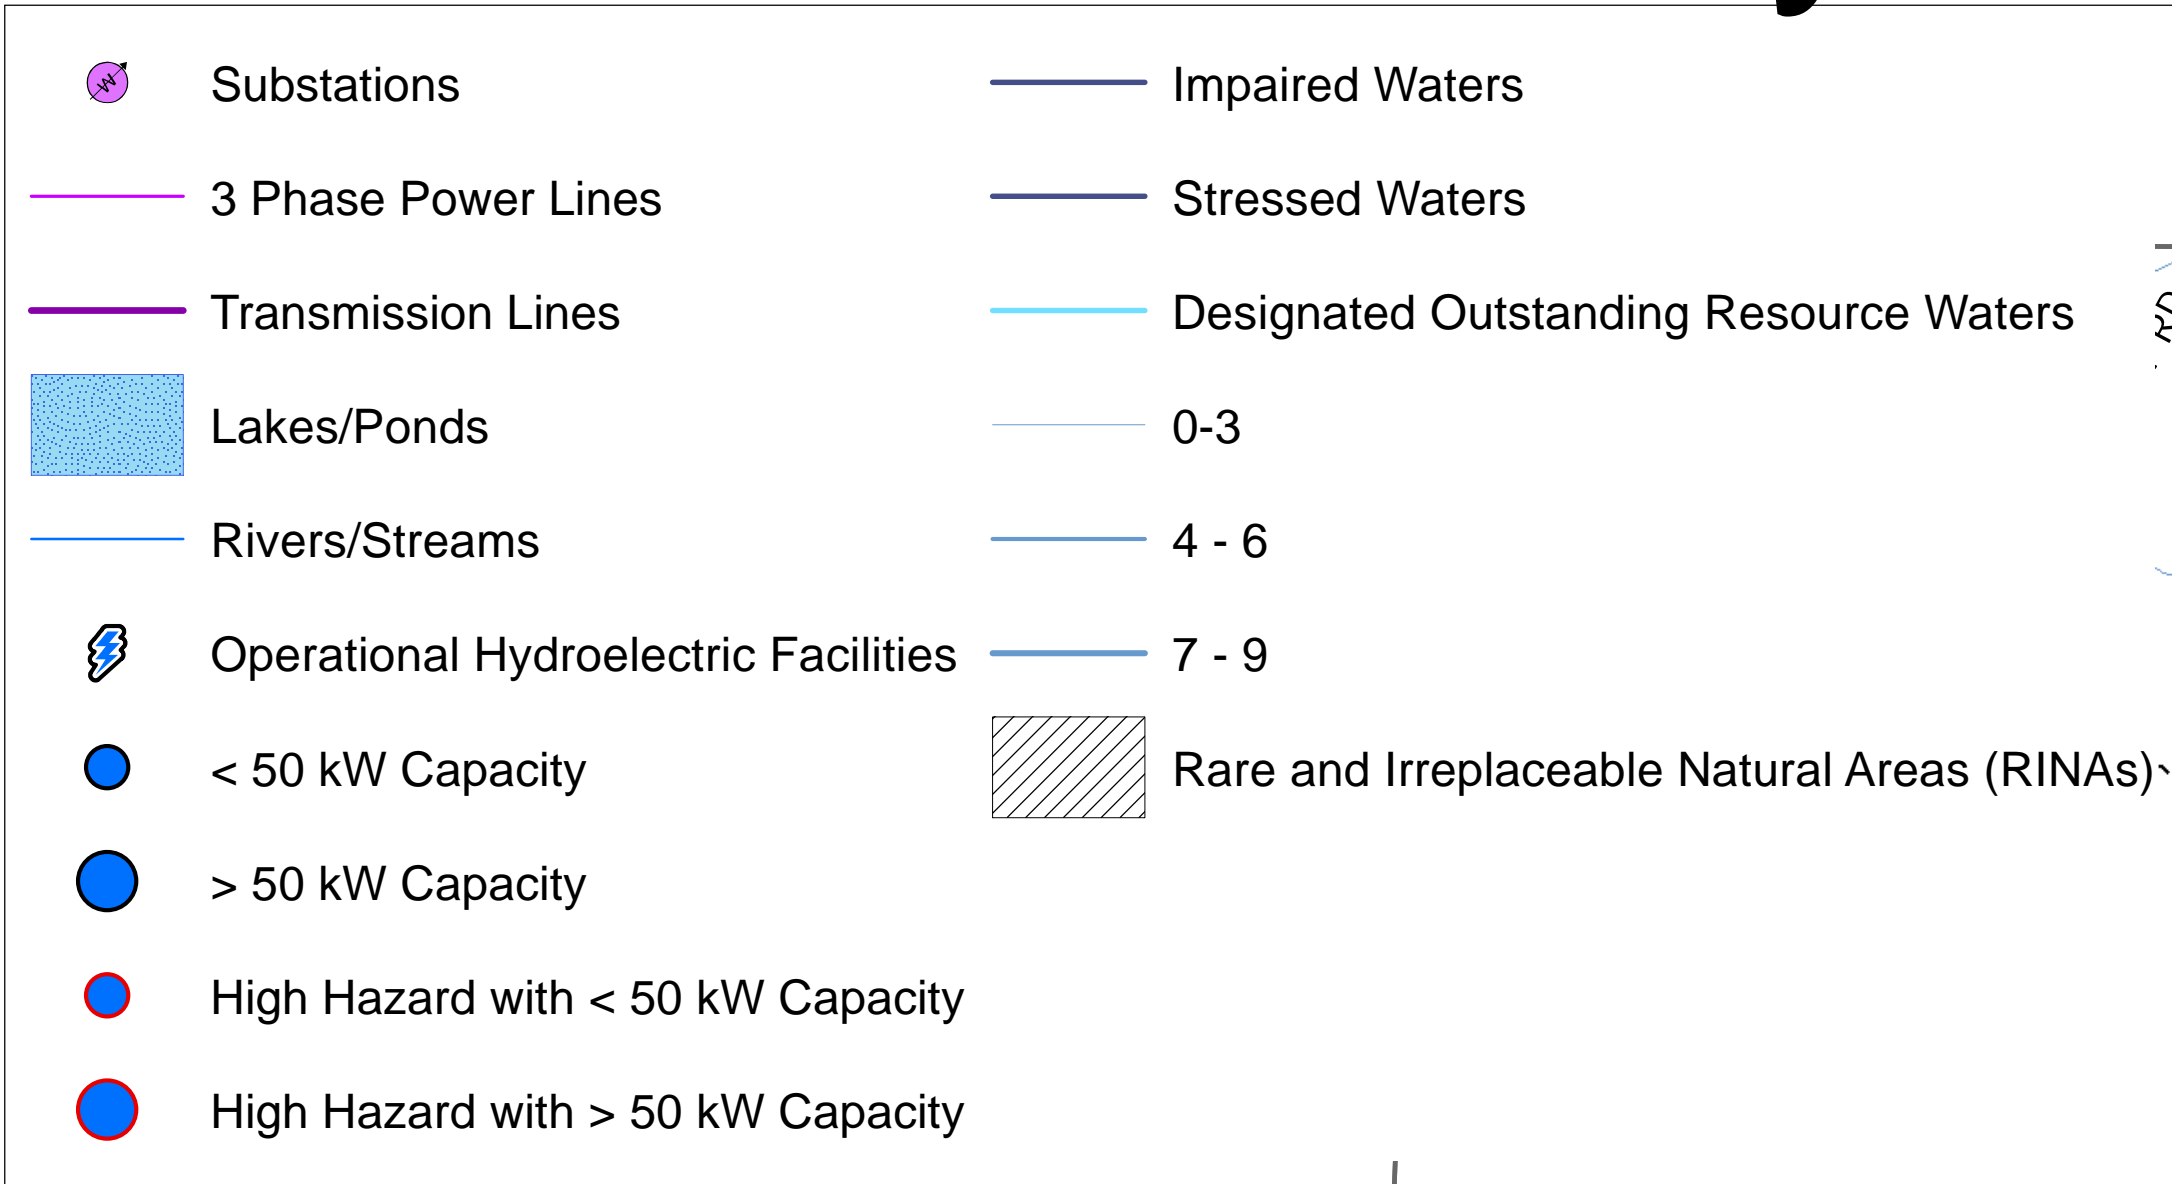 Substations
3 Phase Power Lines
Transmission Lines
Lakes/Ponds
Rivers/Streams
Operational Hydroelectric Facilities
< 50 kW Capacity
> 50 kW Capacity
High Hazard with < 50 kW Capacity
High Hazard with > 50 kW Capacity
Impaired Waters
Stressed Waters
Designated Outstanding Resource Waters
0-3
4 - 6
7 - 9
Rare and Irreplaceable Natural Areas (RINAs)